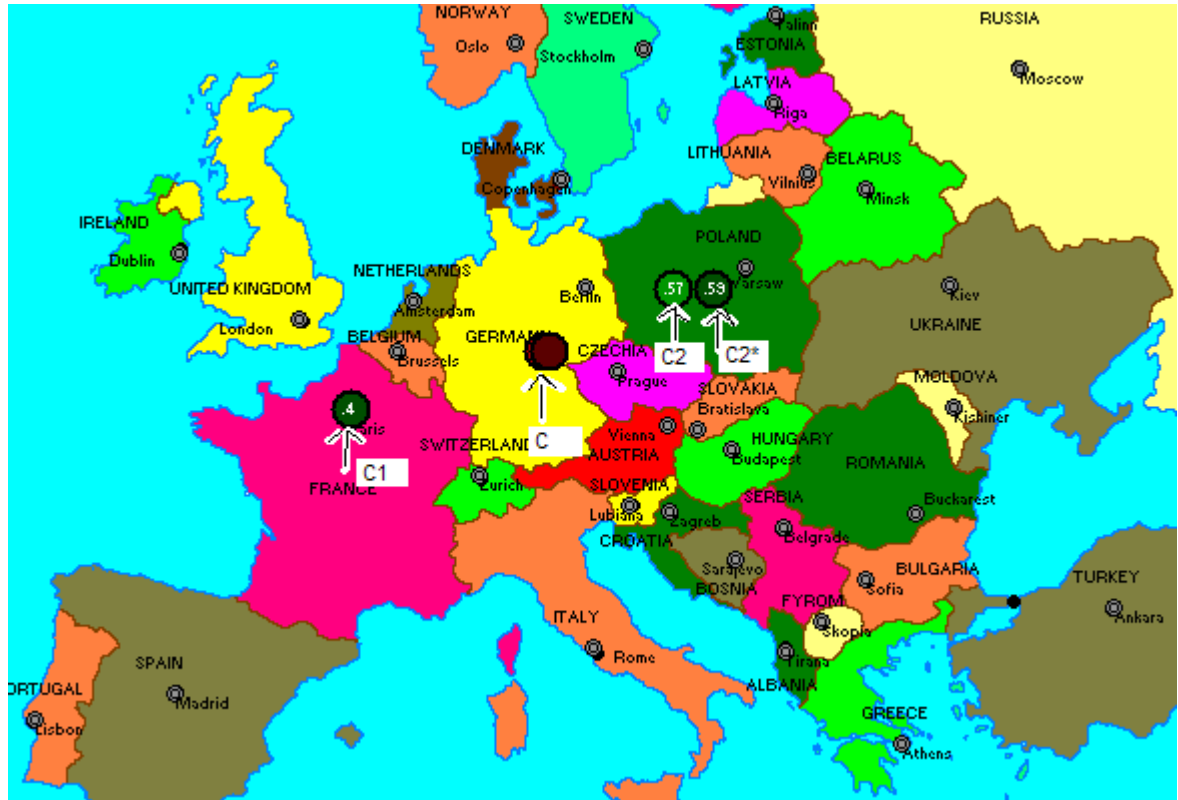 NORWAY
SWEDEN
RUSSIA
Oslo
Stockholm
Talinn
ESTONIA
Moscow
LATVIA
Riga
DENMARK
LITHUANIA
BELARUS
Copenhagen
Vilnius
Minsk
IRELAND
POLAND
Dublin
NETHERLANDS
Warsaw
UNITED KINGDOM
.57
.59
Berlin
Kiev
Amsterdam
London
UKRAINE
BELGIUM
GERMANY
CZECHIA
C2
C2*
Brussels
Prague
MOLDOVA
SLOVAKIA
.4
Bratislava
Kishiner
Paris
Vienna
SWITZERLAND
C
HUNGARY
AUSTRIA
Budapest
ROMANIA
C1
Zurich
FRANCE
SLOVENIA
SERBIA
Buckarest
Lubiana
Zagreb
Belgrade
CROATIA
Sarajevo
BULGARIA
BOSNIA
Sofia
TURKEY
FYROM
Ankara
ITALY
Skopia
Rome
Tirana
SPAIN
ALBANIA
ORTUGAL
Madrid
GREECE
Lisbon
Athens